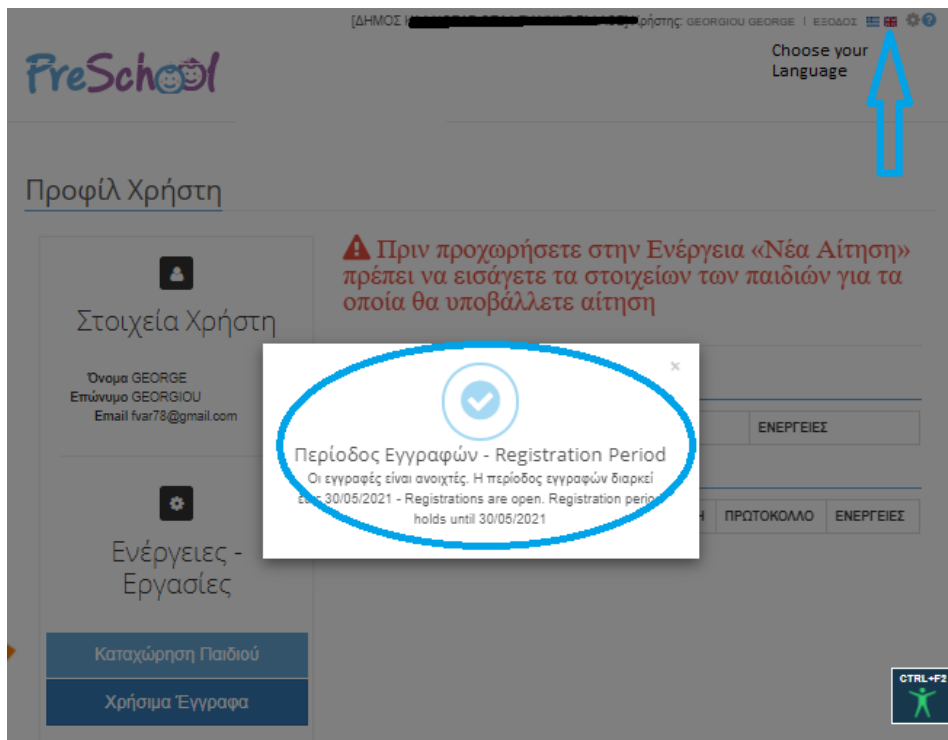 [ΔΗΜΟΣ Χρήστης: GEORGIOU GEORGE | ΕΞΟΔΟΣ
PreSchool
Choose your
Language
Προφίλ Χρήστη
Στοιχεία Χρήστη
Όνομα GEORGE
Επώνυμο GEORGIOU
Email fvar78@gmail.com
Ενέργειες -
Εργασίες
Καταχώρηση Παιδιού
Χρήσιμα Έγγραφα
Πριν προχωρήσετε στην Ενέργεια «Νέα Αίτηση»
πρέπει να εισάγετε τα στοιχείων των παιδιών για τα
οποία θα υποβάλλετε αίτηση
ΕΝΕΡΓΕΙΕΣ
ΠΡΩΤΟΚΟΛΛΟ ΕΝΕΡΓΕΙΕΣ
×
Περίοδος Εγγραφών - Registration Period
Οι εγγραφές είναι ανοιχτές. Η περίοδος εγγραφών διαρκεί
έως 30/05/2021 - Registrations are open. Registration period
holds until 30/05/2021
CTRL+F2